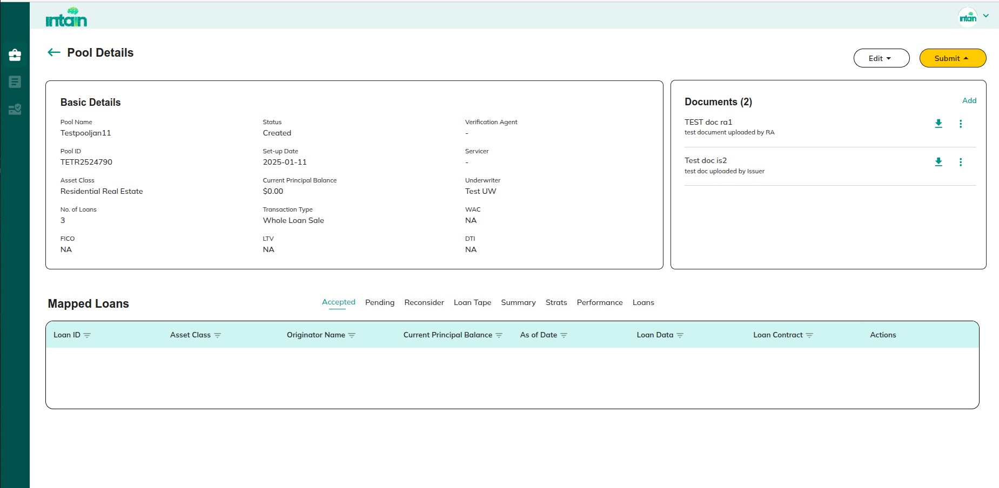 intain
intain
Pool Details
Edit
Submit
Basic Details
Pool Name
Testpooljan11
Status
Created
Verification Agent
-
Pool ID
TETR2524790
Set-up Date
2025-01-11
Servicer
-
Asset Class
Residential Real Estate
Current Principal Balance
$0.00
Underwriter
Test UW
No. of Loans
3
Transaction Type
Whole Loan Sale
WAC
NA
FICO
NA
LTV
NA
DTI
NA
Documents (2)
Add
TEST doc ra1
test document uploaded by RA
Test doc is2
test doc uploaded by Issuer
Mapped Loans
Accepted Pending Reconsider Loan Tape Summary Strats Performance Loans
Loan ID Asset Class Originator Name Current Principal Balance As of Date Loan Data Loan Contract Actions